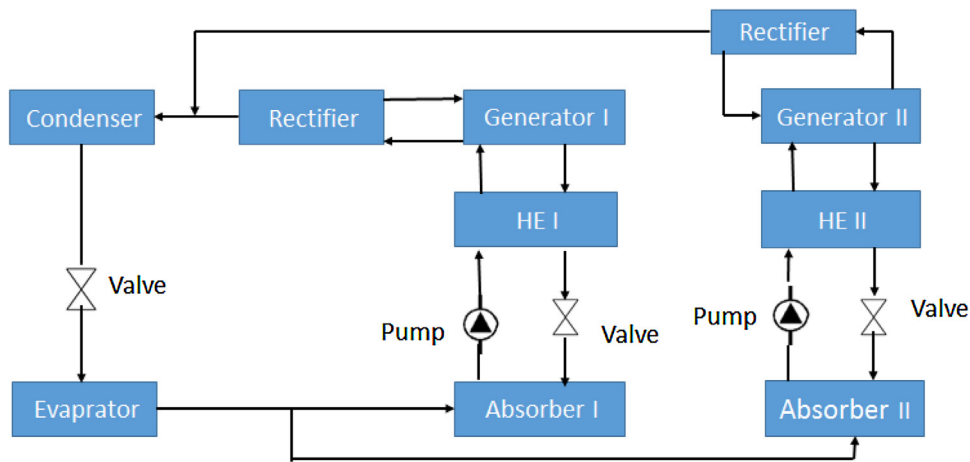 Rectifier
Condenser
Rectifier
Generator I
Generator II
HE I
HE II
Valve
Pump
Valve
Pump
Valve
Evaprator
Absorber I
Absorber II